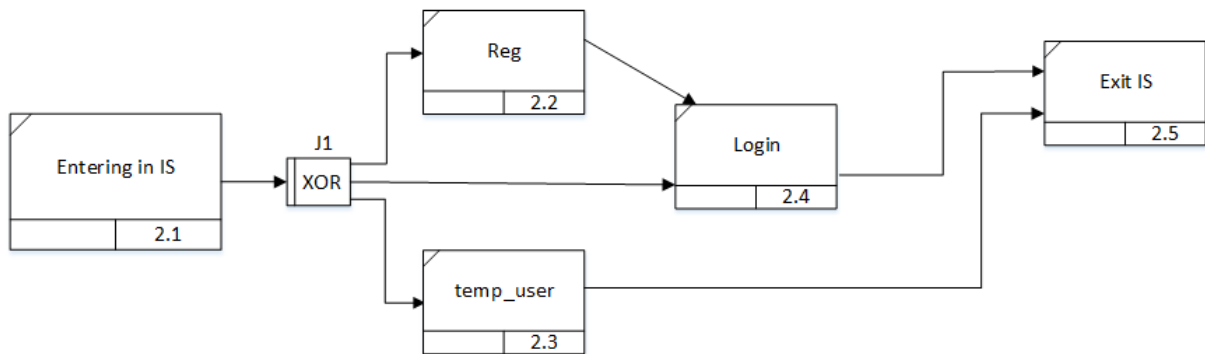 Entering in IS
2.1
J1
XOR
Reg
2.2
Login
2.4
temp_user
2.3
Exit IS
2.5